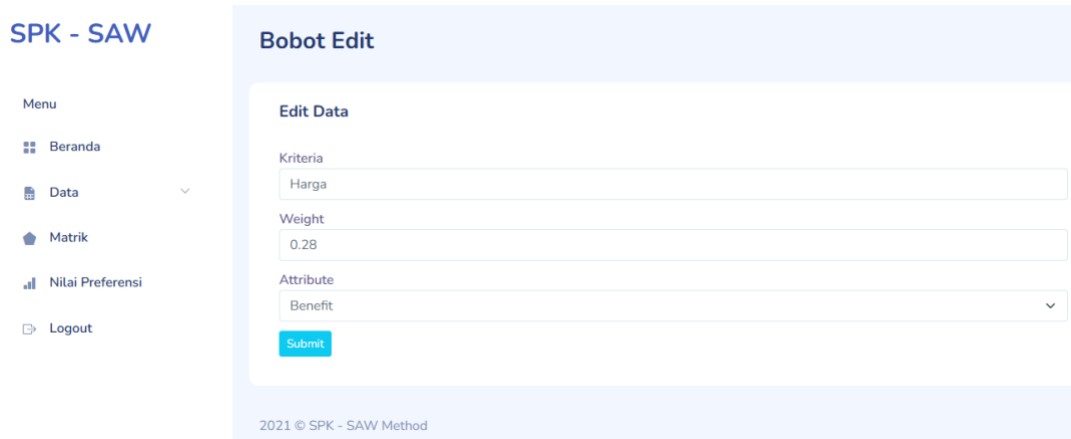 SPK - SAW
Menu
Beranda
Data
Matrik
Nilai Preferensi
Logout
Bobot Edit
Edit Data
Kriteria
Harga
Weight
0.28
Attribute
Benefit
Submit
2021 © SPK - SAW Method